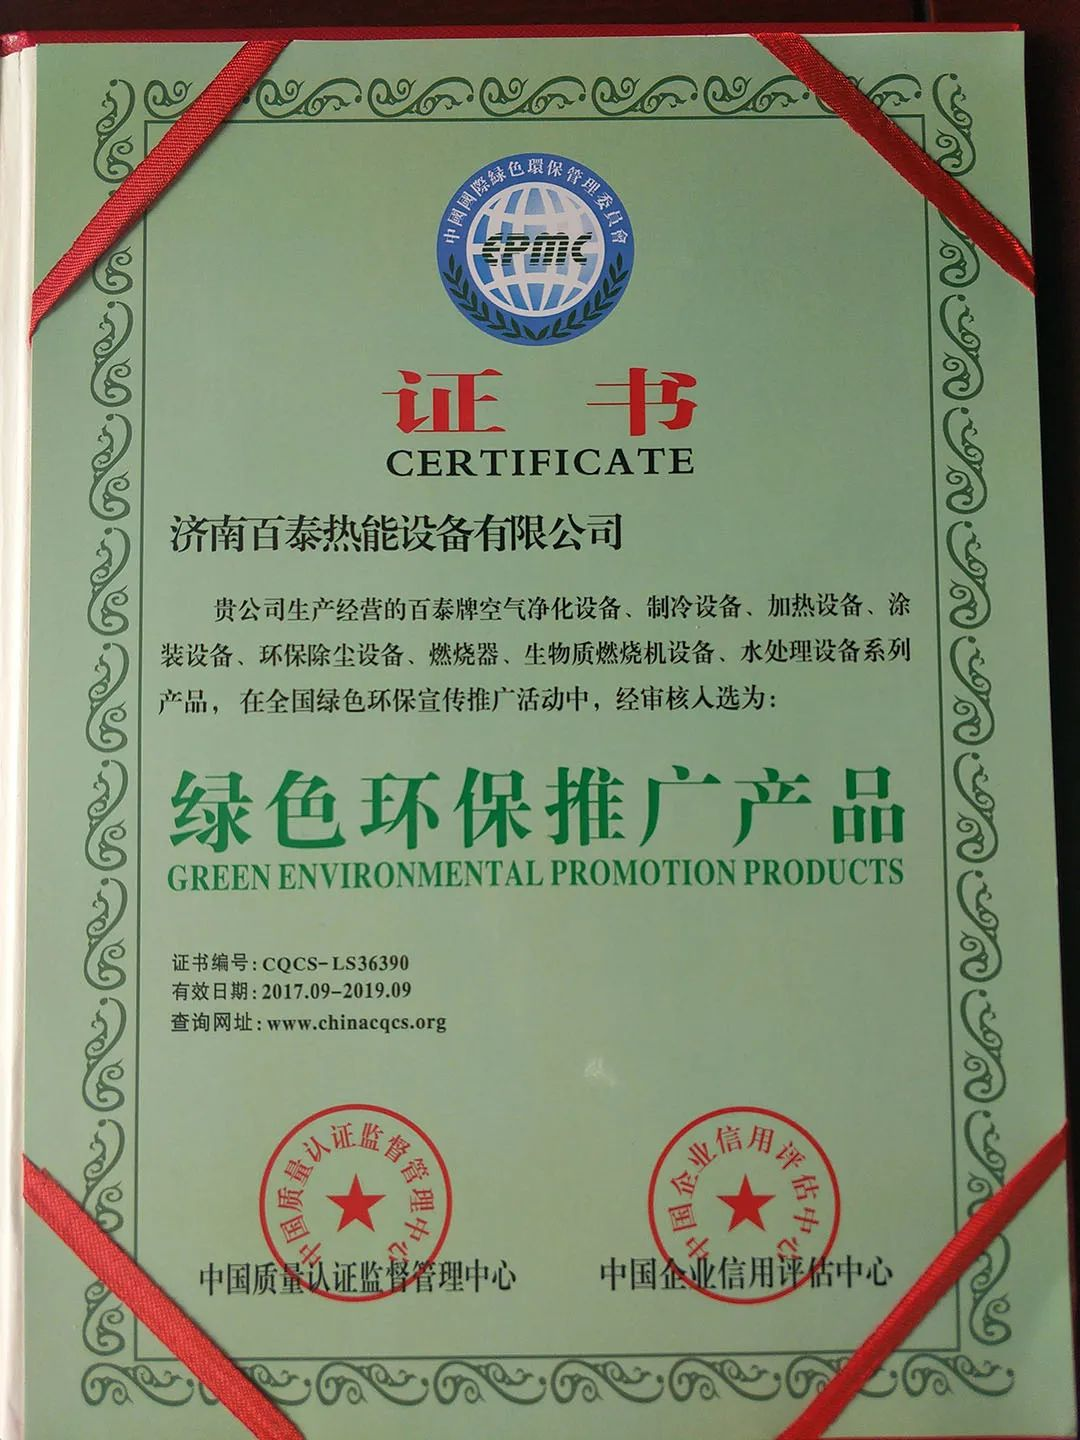 中國國際緑色環保管理委員會
EPMC
证书
CERTIFICATE
济南百泰热能设备有限公司
贵公司生产经营的百泰牌空气净化设备、制冷设备、加热设备、涂
装设备、环保除尘设备、燃烧器、生物质燃烧机设备、水处理设备系列
产品，在全国绿色环保宣传推广活动中，经审核入选为：
绿色环保推广产品
GREEN ENVIRONMENTAL PROMOTION PRODUCTS
证书编号：CQCS-LS36390
有效日期：2017.09-2019.09
查询网址：www.chinacqcs.org
中国质量认证监督管理中心
中国企业信用评估中心
中国质量认证监督管理中心
中国企业信用评估中心